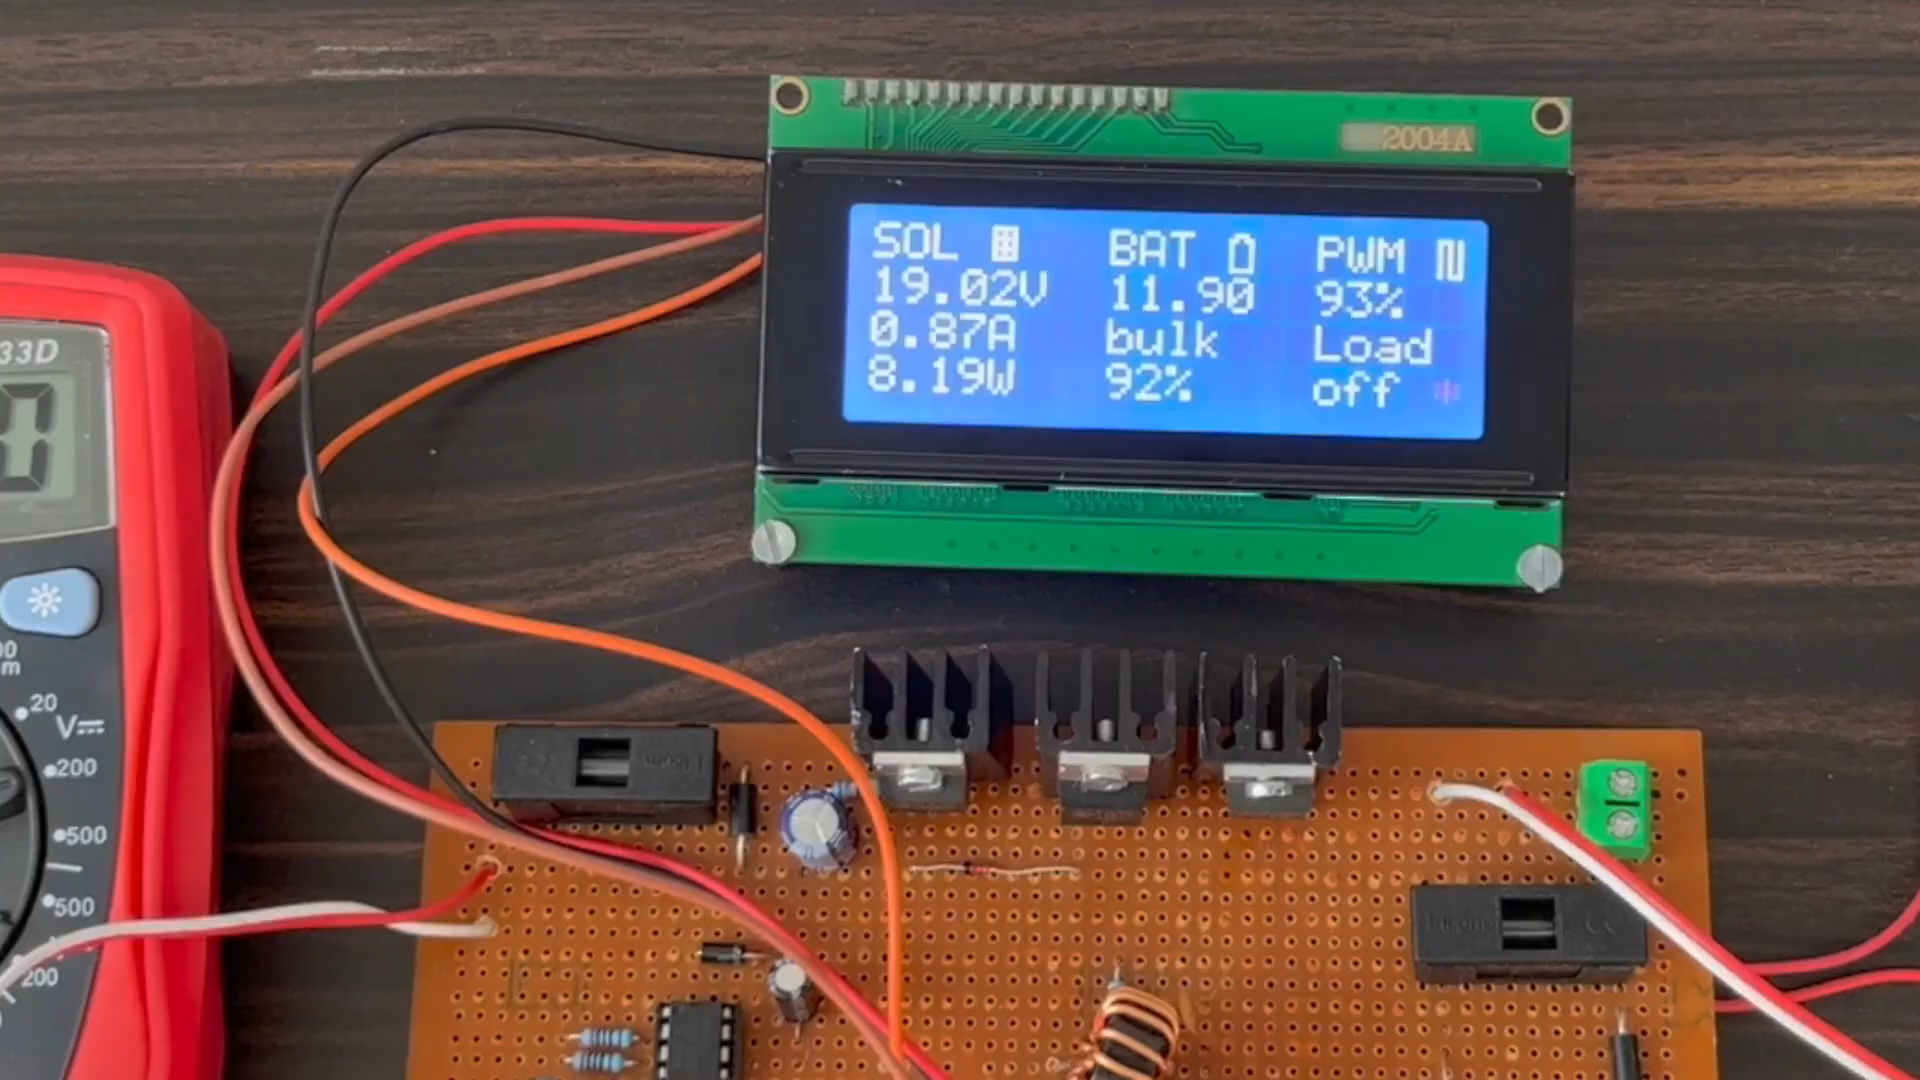 2004A
SOL BAT PWM
19.02V 11.90 93%
0.87A bulk Load
8.19W 92% off
33D
0
20
V
200
500
500
200